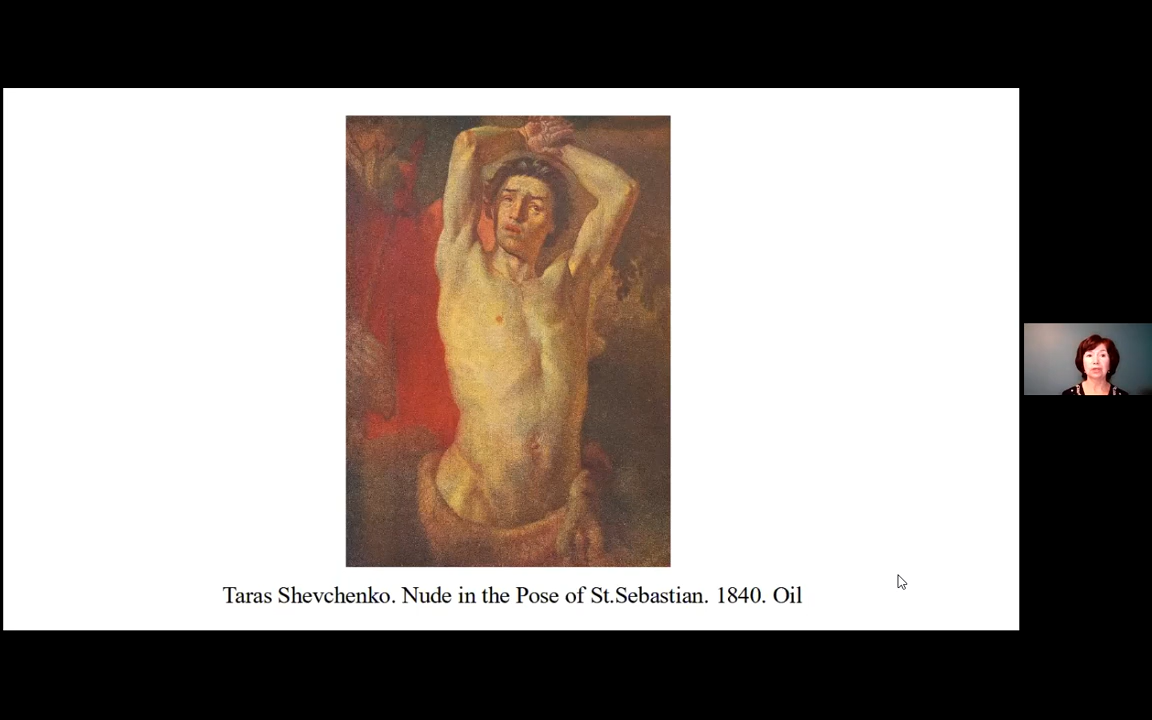 Taras Shevchenko. Nude in the Pose of St.Sebastian. 1840. Oil